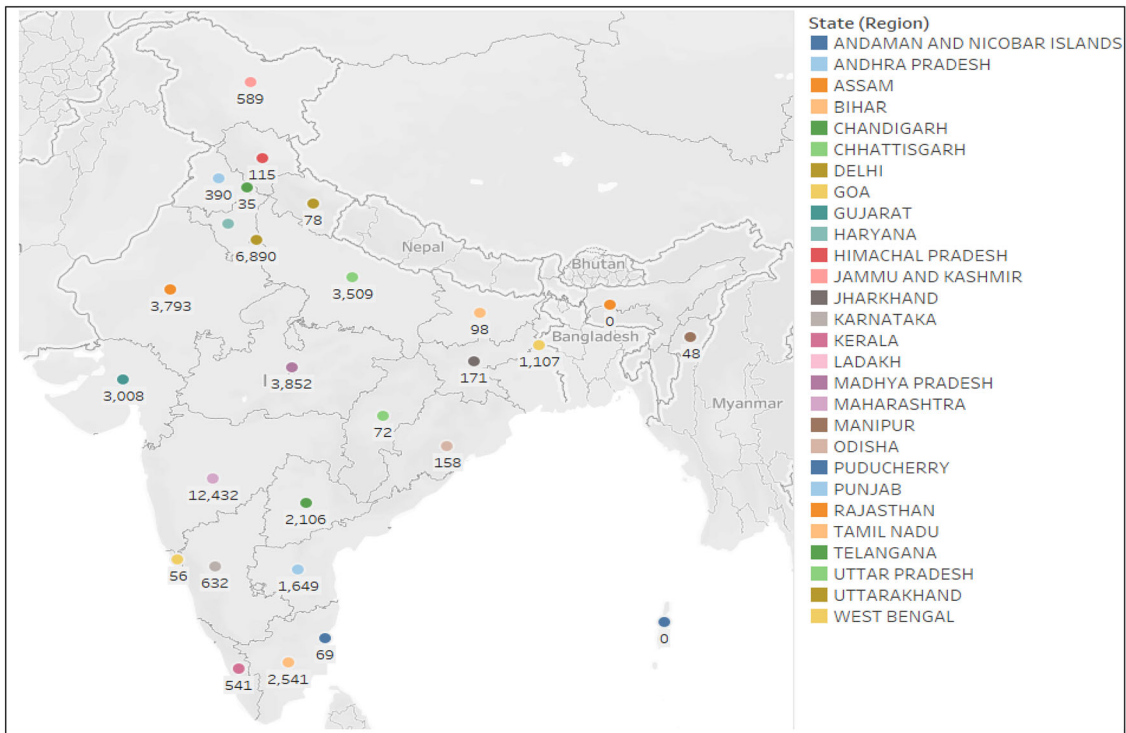 State (Region)
ANDAMAN AND NICOBAR ISLANDS
ANDHRA PRADESH
ASSAM
BIHAR
CHANDIGARH
CHHATTISGARH
DELHI
GOA
GUJARAT
HARYANA
HIMACHAL PRADESH
JAMMU AND KASHMIR
JHARKHAND
KARNATAKA
KERALA
LADAKH
MADHYA PRADESH
MAHARASHTRA
MANIPUR
ODISHA
PUDUCHERRY
PUNJAB
RAJASTHAN
TAMIL NADU
TELANGANA
UTTAR PRADESH
UTTARAKHAND
WEST BENGAL
589
115
390
35
78
6,890
Nepal
Bhutan
3,793
3,509
98
0
Bangladesh
48
1,107
171
3,852
3,008
Myanmar
72
158
12,432
2,106
56
632
1,649
0
69
2,541
541